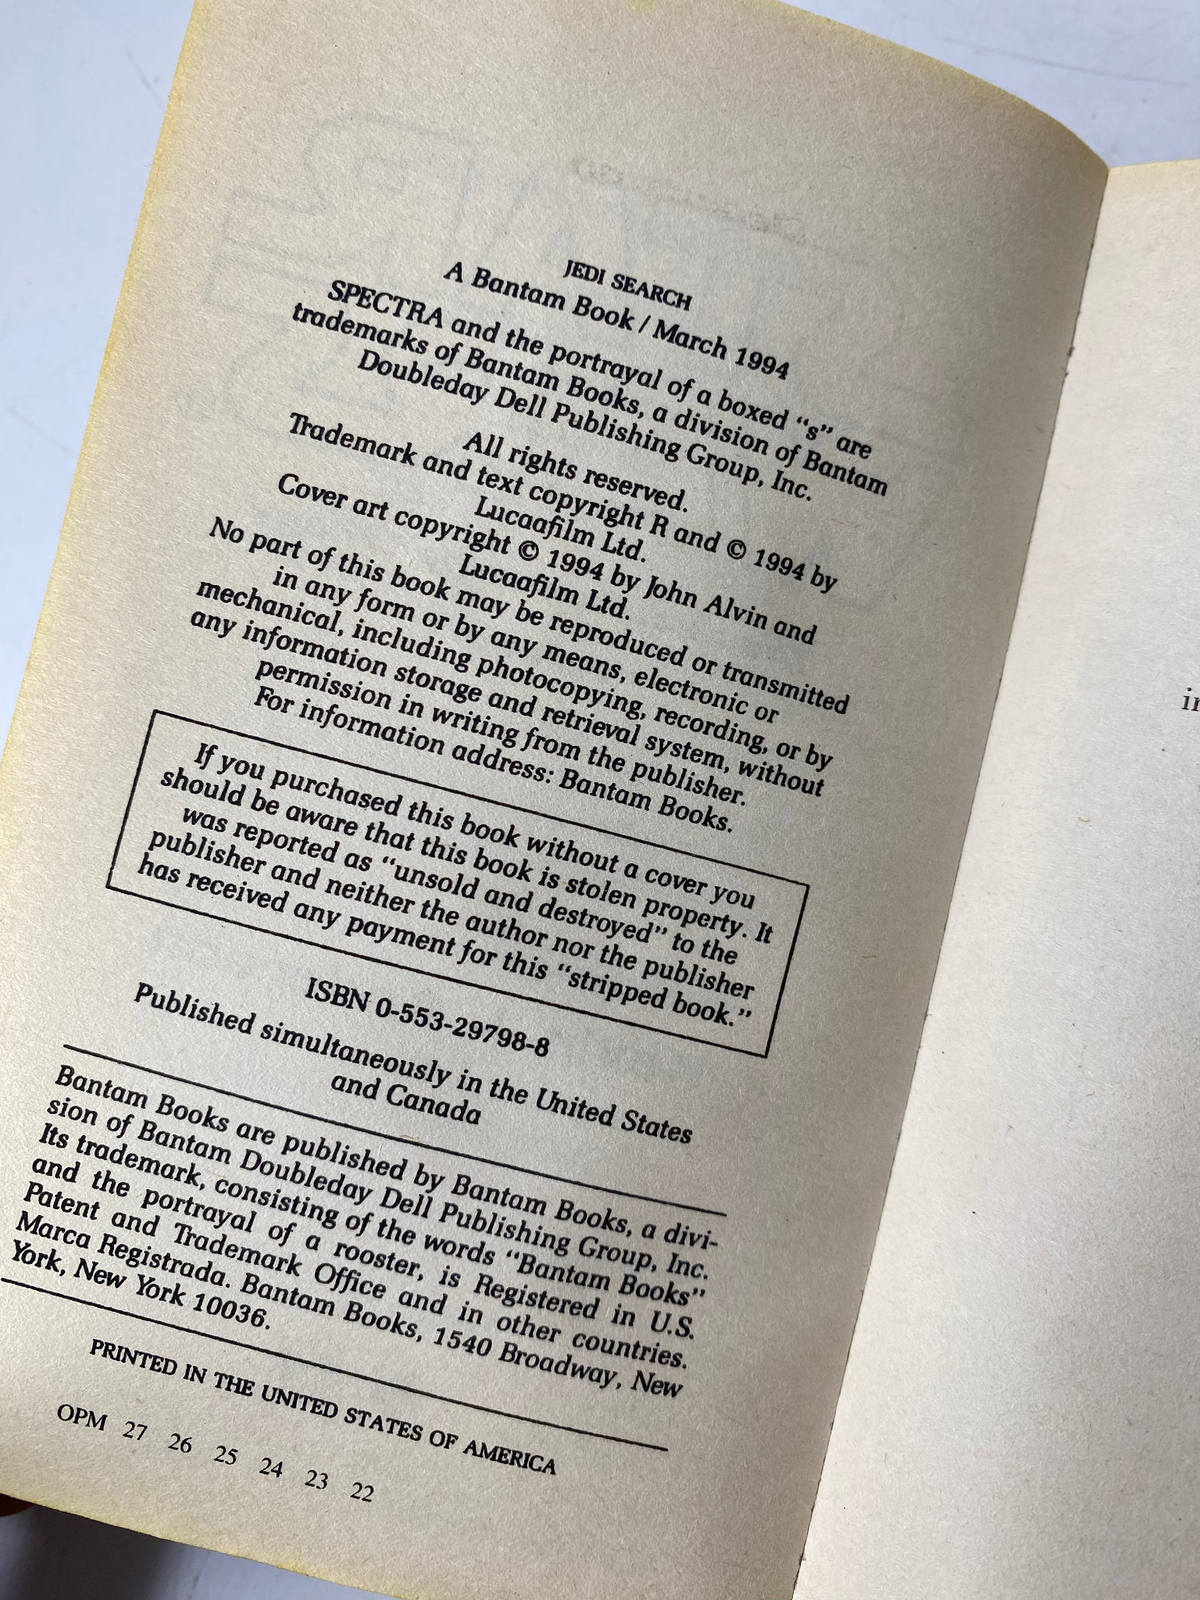 JEDI SEARCH
A Bantam Book / March 1994
SPECTRA and the portrayal of a boxed “s” are
trademarks of Bantam Books, a division of Bantam
Doubleday Dell Publishing Group, Inc.
All rights reserved.
Trademark and text copyright R and © 1994 by
Lucaafilm Ltd.
Cover art copyright © 1994 by John Alvin and
Lucaafilm Ltd.
No part of this book may be reproduced or transmitted
in any form or by any means, electronic or
mechanical, including photocopying, recording, or by
any information storage and retrieval system, without
permission in writing from the publisher.
For information address: Bantam Books.
If you purchased this book without a cover you
should be aware that this book is stolen property. It
was reported as “unsold and destroyed” to the
publisher and neither the author nor the publisher
has received any payment for this “stripped book.”
ISBN 0-553-29798-8
Published simultaneously in the United States
and Canada
Bantam Books are published by Bantam Books, a divi-
sion of Bantam Doubleday Dell Publishing Group, Inc.
Its trademark, consisting of the words “Bantam Books”
and the portrayal of a rooster, is Registered in U.S.
Patent and Trademark Office and in other countries.
Marca Registrada. Bantam Books, 1540 Broadway, New
York, New York 10036.
PRINTED IN THE UNITED STATES OF AMERICA
OPM 27 26 25 24 23 22